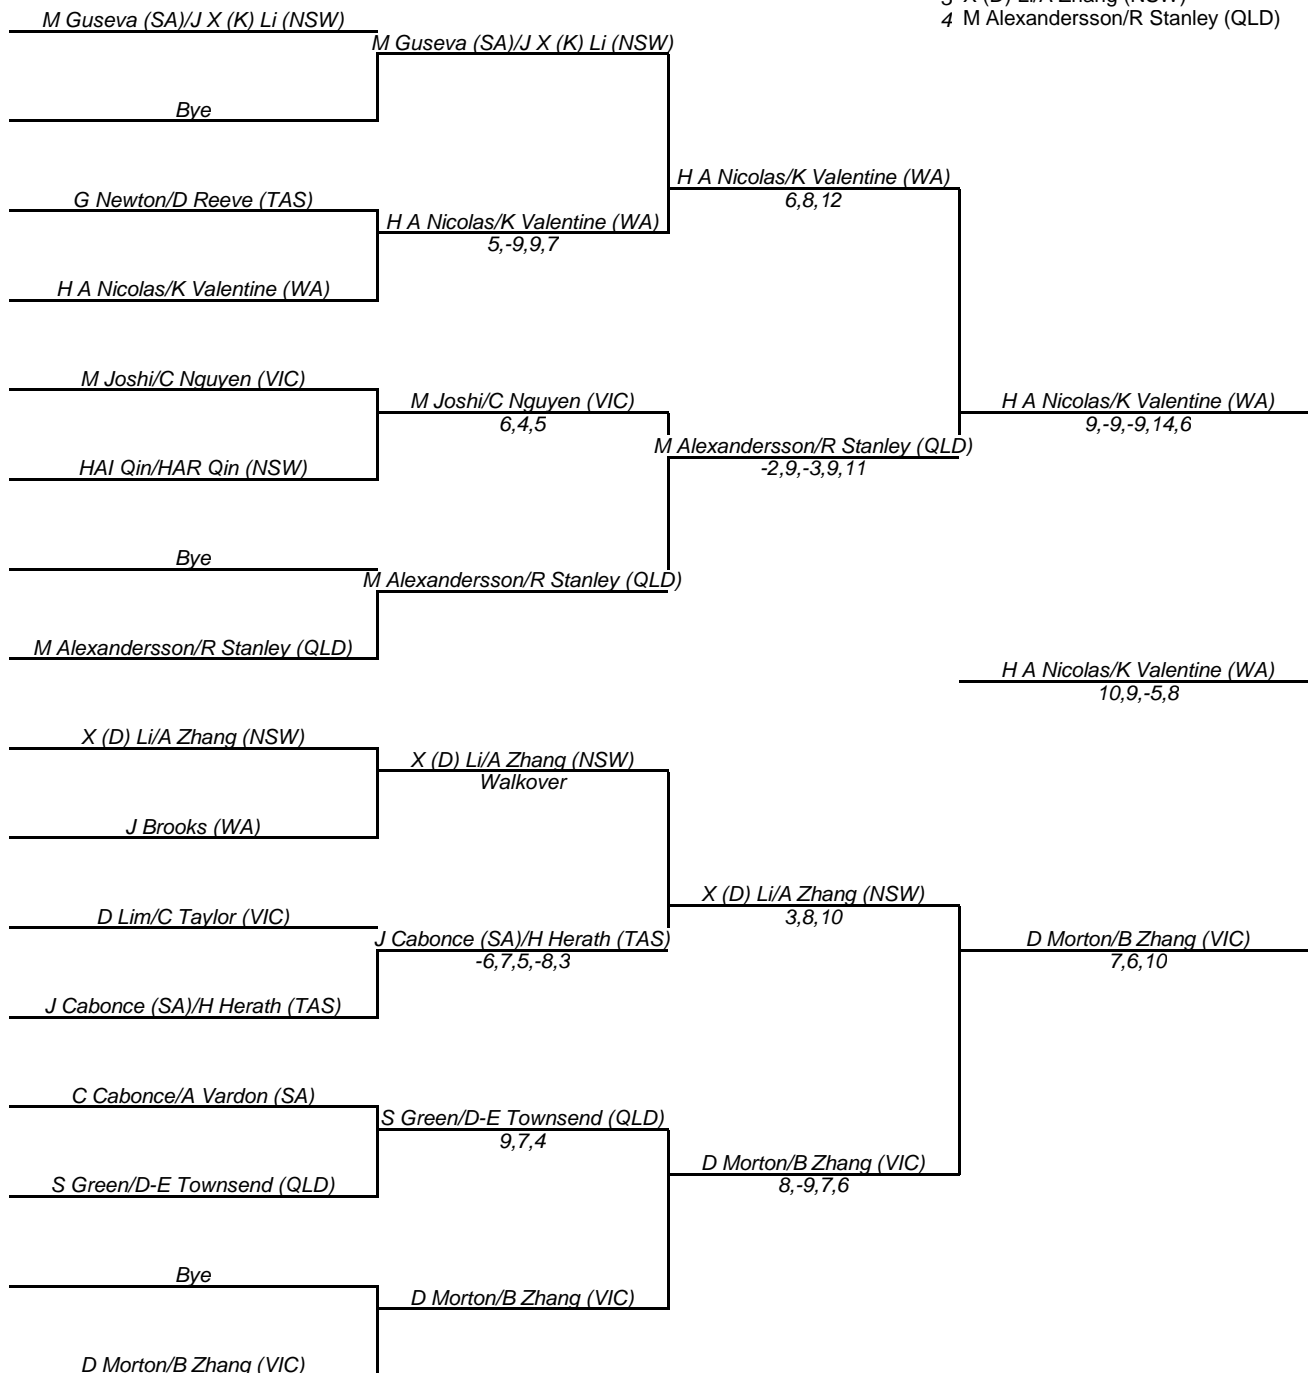 3 X (D) Li/A Zhang (NSW)
4 M Alexandersson/R Stanley (QLD)
M Guseva (SA)/J X (K) Li (NSW)
M Guseva (SA)/J X (K) Li (NSW)
Bye
H A Nicolas/K Valentine (WA)
6,8,12
G Newton/D Reeve (TAS)
H A Nicolas/K Valentine (WA)
5,-9,9,7
H A Nicolas/K Valentine (WA)
M Joshi/C Nguyen (VIC)
M Joshi/C Nguyen (VIC)
6,4,5
H A Nicolas/K Valentine (WA)
9,-9,-9,14,6
M Alexandersson/R Stanley (QLD)
-2,9,-3,9,11
HAI Qin/HAR Qin (NSW)
Bye
M Alexandersson/R Stanley (QLD)
M Alexandersson/R Stanley (QLD)
H A Nicolas/K Valentine (WA)
10,9,-5,8
X (D) Li/A Zhang (NSW)
X (D) Li/A Zhang (NSW)
Walkover
J Brooks (WA)
X (D) Li/A Zhang (NSW)
3,8,10
D Lim/C Taylor (VIC)
J Cabonce (SA)/H Herath (TAS)
-6,7,5,-8,3
D Morton/B Zhang (VIC)
7,6,10
J Cabonce (SA)/H Herath (TAS)
C Cabonce/A Vardon (SA)
S Green/D-E Townsend (QLD)
9,7,4
D Morton/B Zhang (VIC)
8,-9,7,6
S Green/D-E Townsend (QLD)
Bye
D Morton/B Zhang (VIC)
D Morton/B Zhang (VIC)